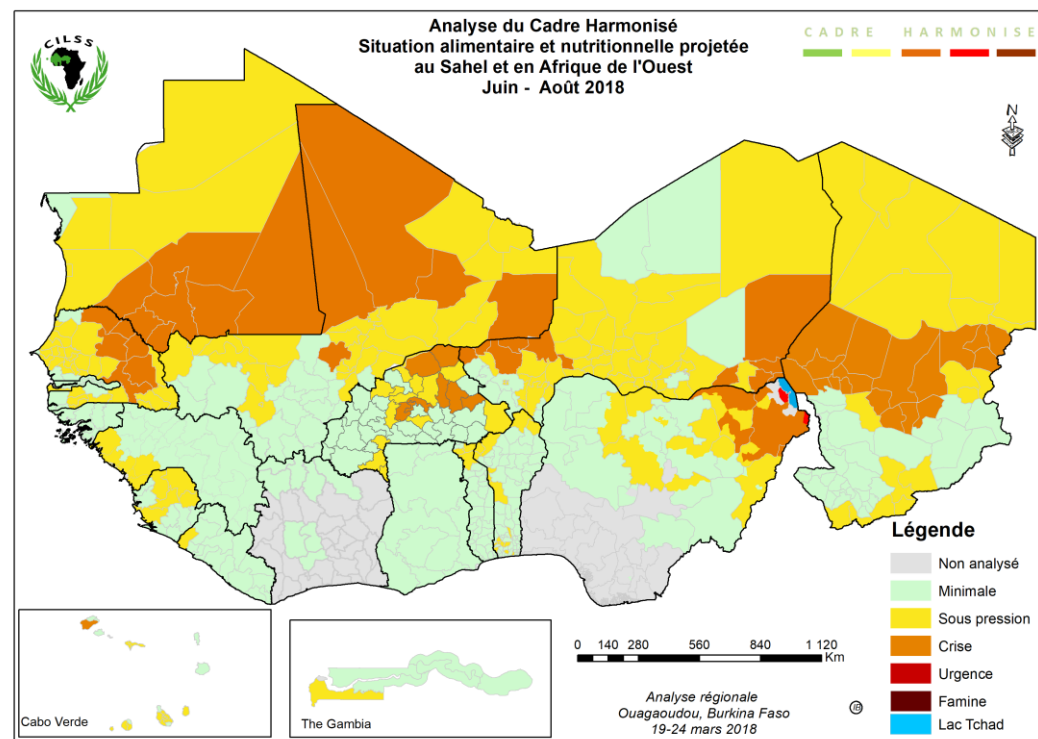 CILSS
Analyse du Cadre Harmonisé
Situation alimentaire et nutritionnelle projetée
au Sahel et en Afrique de l'Ouest
Juin - Août 2018
CADRE HARMONISE
N
Légende
Non analysé
Minimale
Sous pression
Crise
Urgence
Famine
Lac Tchad
Cabo Verde
The Gambia
0 140 280 560 840 1 120
Km
Analyse régionale
Ouagaoudou, Burkina Faso
19-24 mars 2018